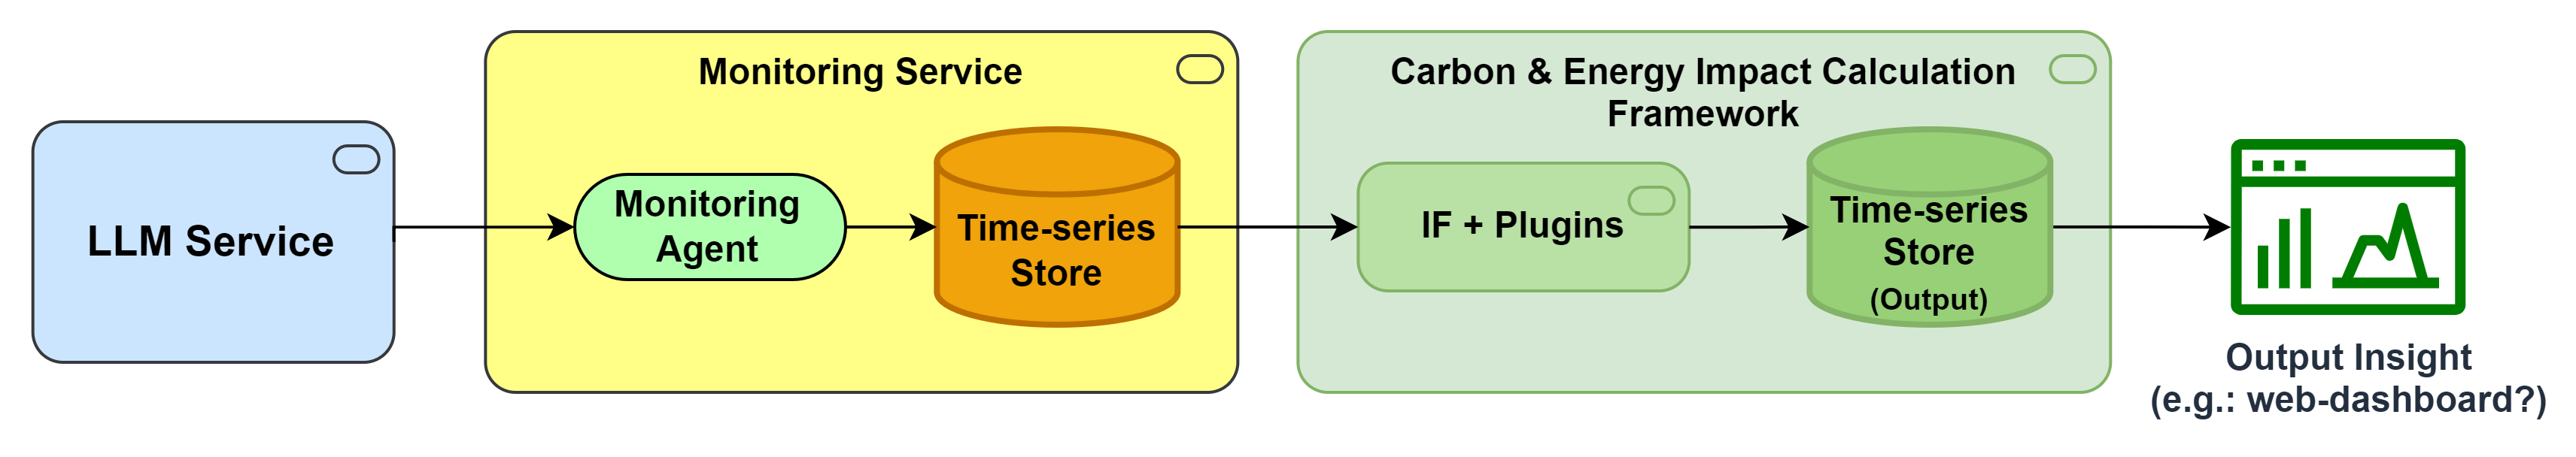 LLM Service
Monitoring Service
Monitoring
Agent
Time-series
Store
Carbon & Energy Impact Calculation
Framework
IF + Plugins
Time-series
Store
(Output)
Output Insight
(e.g.: web-dashboard?)